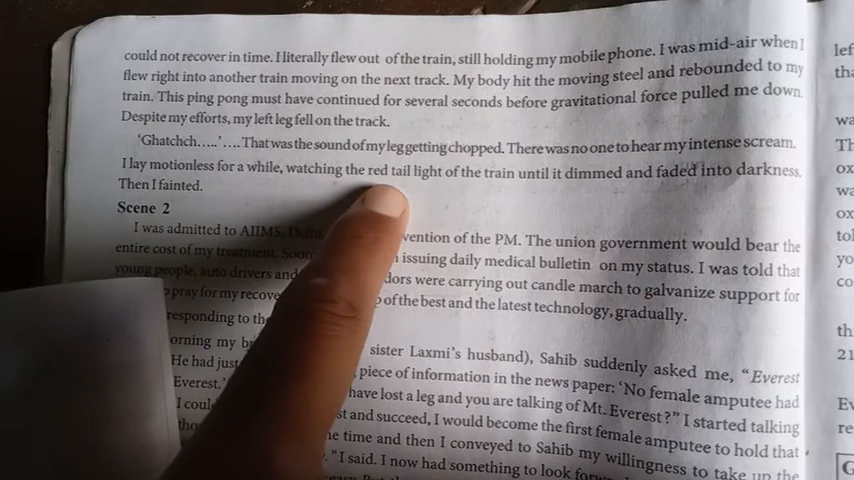 could not recover in time. I literally flew out of the train, still holding my mobile phone. I was mid-air when I
flew right into another train moving on the next track. My body hit the moving steel and rebounded to my
train. This ping pong must have continued for several seconds before gravitational force pulled me down.
Despite my efforts, my left leg fell on the track.
'Ghatchh.....'.... That was the sound of my leg getting chopped. There was no one to hear my intense scream.
I lay motionless for a while, watching the red tail light of the train until it dimmed and faded into darkness.
Then I fainted.
Scene 2
I was admitted to AIIMS, vention of the PM. The union government would bear the
entire cost of my treatment. Soon issuing daily medical bulletin on my status. I was told that
young people, auto drivers and dors were carrying out candle march to galvanize support for
pray for my recove of the best and the latest technology, gradually.
responding to the
orning my br sister Laxmi's husband), Sahib suddenly asked me, "Everest
He had just piece of information in the news paper: 'No female amputee had
Everest.' have lost a leg and you are talking of Mt. Everest?" I started talking
I could st and succeed, I would become the first female amputee to hold that
tho me time and then I conveyed to Sahib my willingness to take up the
" I said. I now had something to look
lef
tha
wa
Th
ox
wa
ox
tol
yo
co
thi
21
Ev
re
G